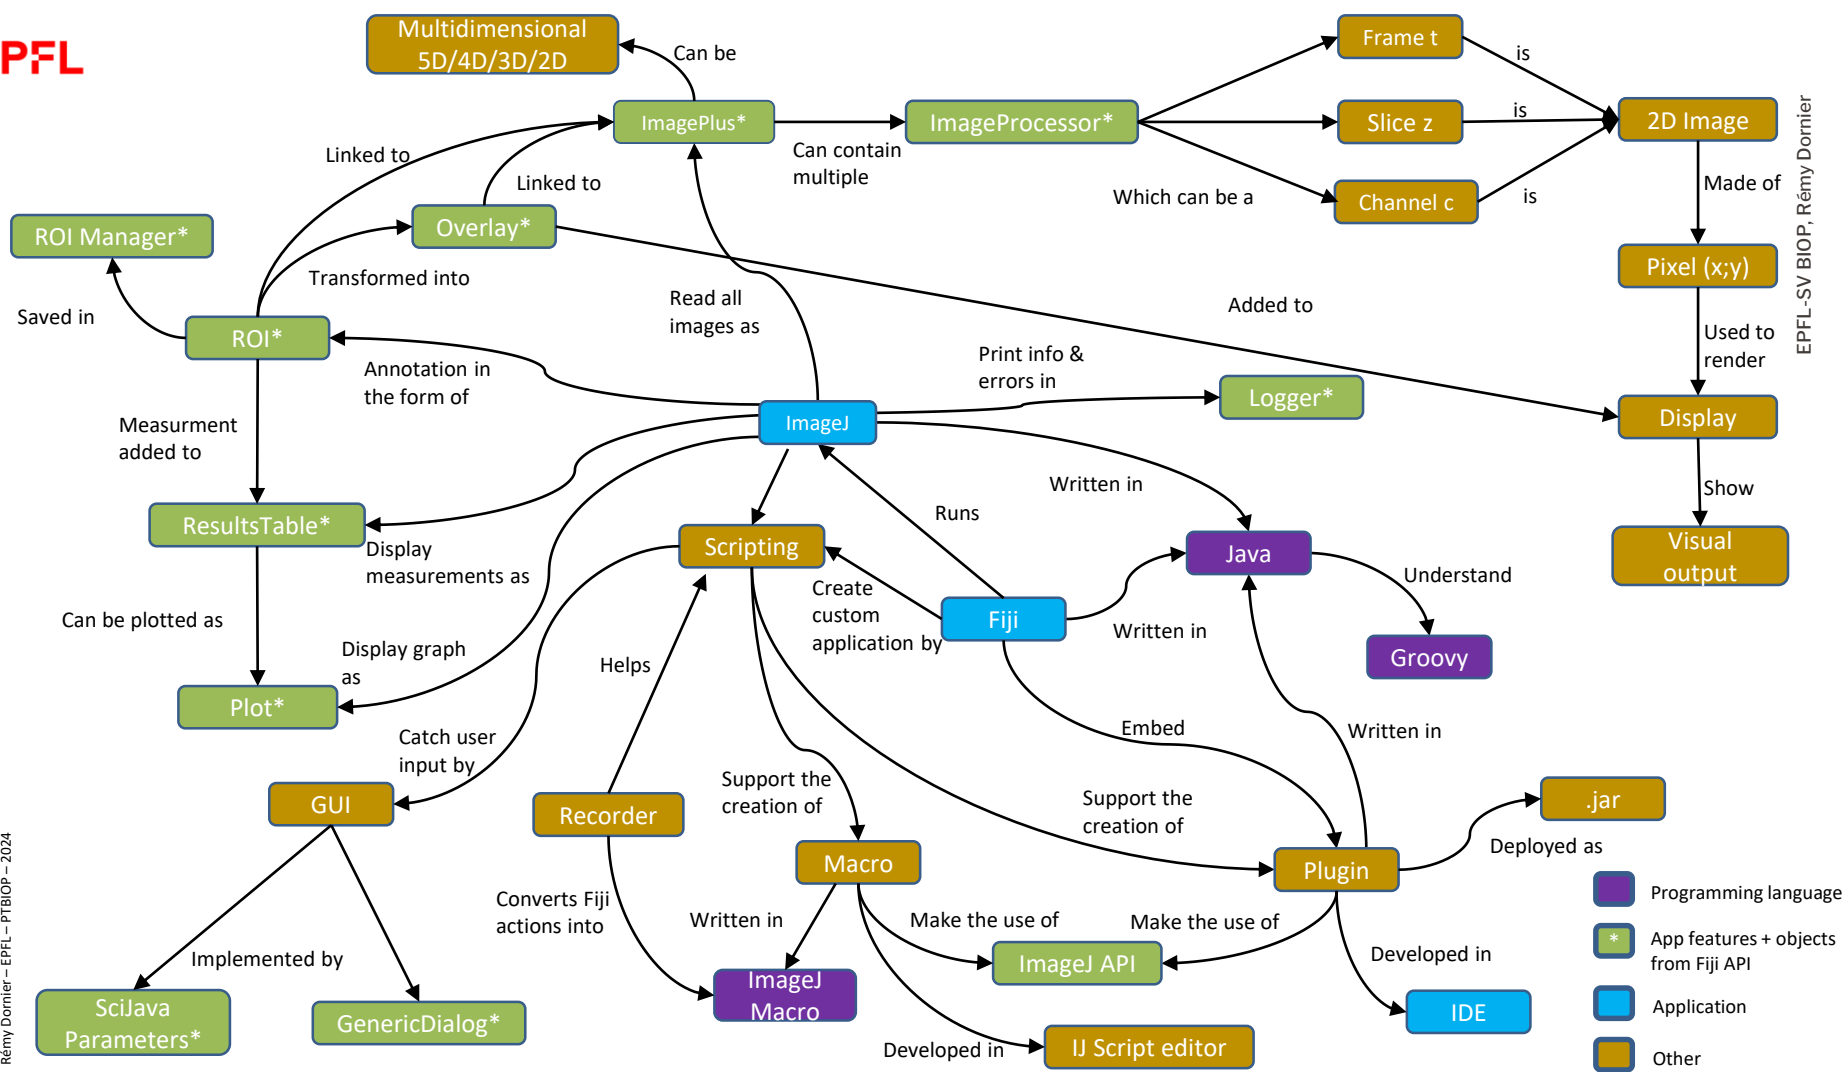 PFL
Multidimensional
5D/4D/3D/2D
Can be
Frame t
is
ImagePlus*
ImageProcessor*
Slice z
is
2D Image
Can contain
multiple
Linked to
Linked to
Which can be a
Channel c
is
Made of
EPFL-SV BIOP, Rémy Dornier
ROI Manager*
Overlay*
Transformed into
Pixel (x;y)
Saved in
ROI*
Read all
images as
Added to
Used to
render
Annotation in
the form of
Print info &
errors in
Logger*
Display
Measurment
added to
ImageJ
Written in
Show
ResultsTable*
Display
measurements as
Scripting
Runs
Java
Visual
output
Understand
Create
custom
application by
Fiji
Written in
Can be plotted as
Display graph
as
Helps
Groovy
Plot*
Catch user
input by
Embed
Written in
GUI
Recorder
Support the
creation of
Support the
creation of
.jar
Deployed as
Macro
Plugin
Converts Fiji
actions into
Written in
Make the use of
Make the use of
Implemented by
ImageJ API
Developed in
SciJava
Parameters*
GenericDialog*
ImageJ
Macro
Developed in
IJ Script editor
IDE
Programming language
*
App features + objects
from Fiji API
Application
Other
Rémy Dornier – EPFL – PTBIOP – 2024